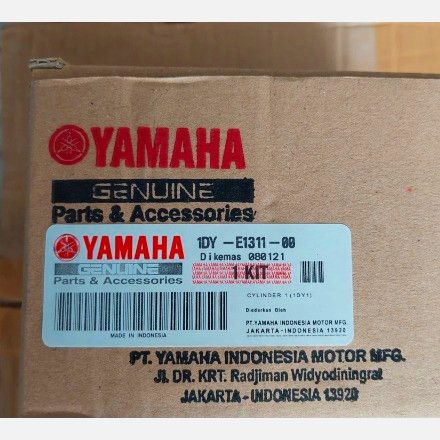 YAMAHA
GENUINE
Parts & Accessories
YAMAHA
GENUINE
Parts & Accessories
MADE IN INDONESIA
1DY-E1311-00
Dikemas 080121
1 KIT
CYLINDER 1(1DY1)
Diedarkan Oleh
PT.YAMAHA INDONESIA MOTOR MFG
JAKARTA-INDONESIA 13920
PT. YAMAHA INDONESIA MOTOR MFG.
Jl. DR. KRT. Radjiman Widyodiningrat
JAKARTA - INDONESIA 13920